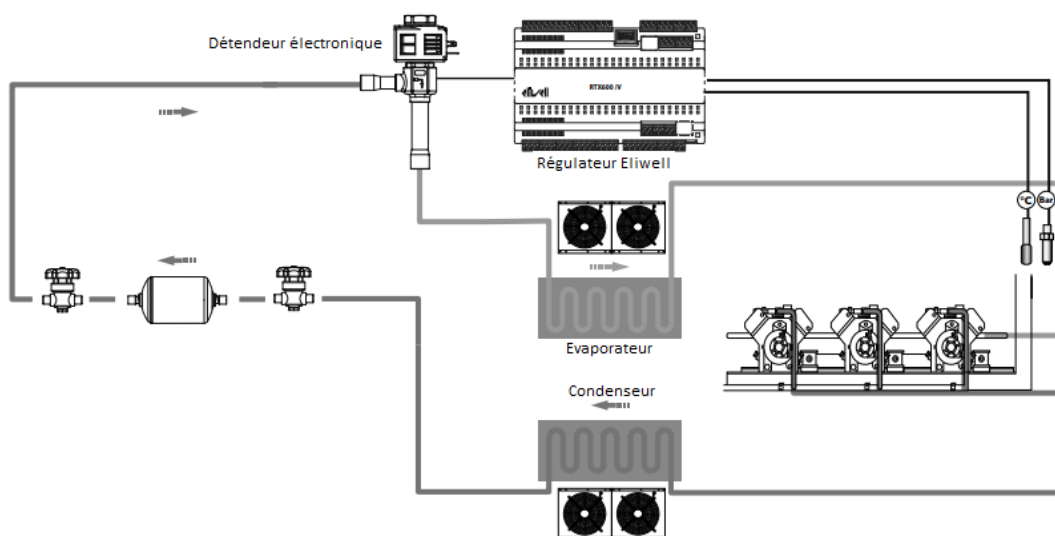 Détendeur électronique
eliwell
RTX600 /V
Régulateur Eliwell
°C
Bar
Evaporateur
Condenseur